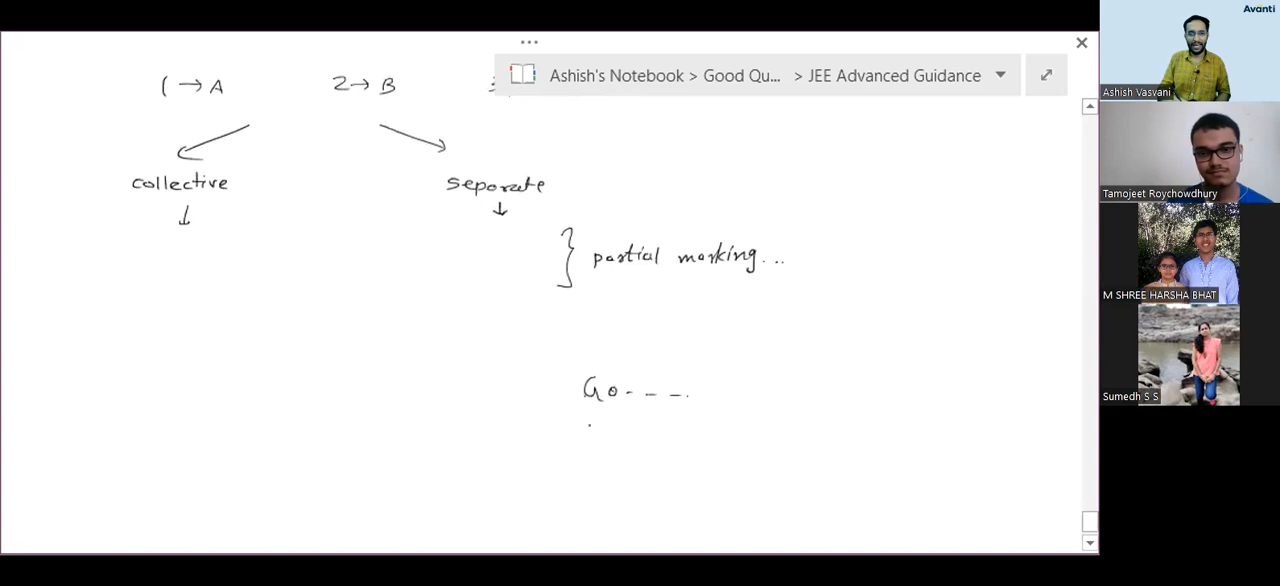 Avanti
Ashish's Notebook > Good Qu... > JEE Advanced Guidance
1 → A 2 → B
Ashish Vasvani
collective separate
Tamojeet Roychowdhury
} partial marking...
M SHREE HARSHA BHAT
Go - - -
Sumedh S S